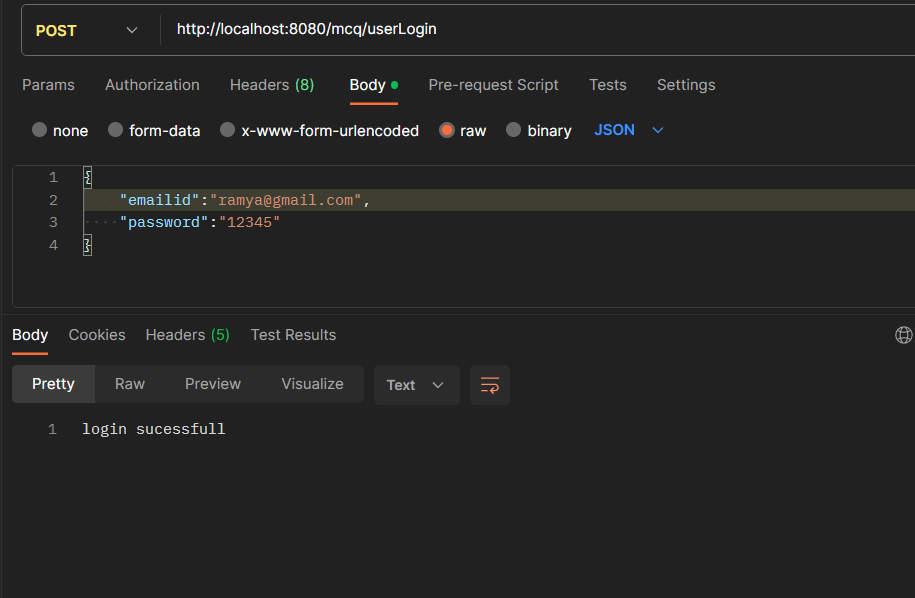 POST http://localhost:8080/mcq/userLogin
Params Authorization Headers (8) Body Pre-request Script Tests Settings
none form-data x-www-form-urlencoded raw binary JSON
1 {
2 "emailid":"ramya@gmail.com",
3 "password":"12345"
4 }
Body Cookies Headers (5) Test Results
Pretty Raw Preview Visualize Text
1 login sucessfull